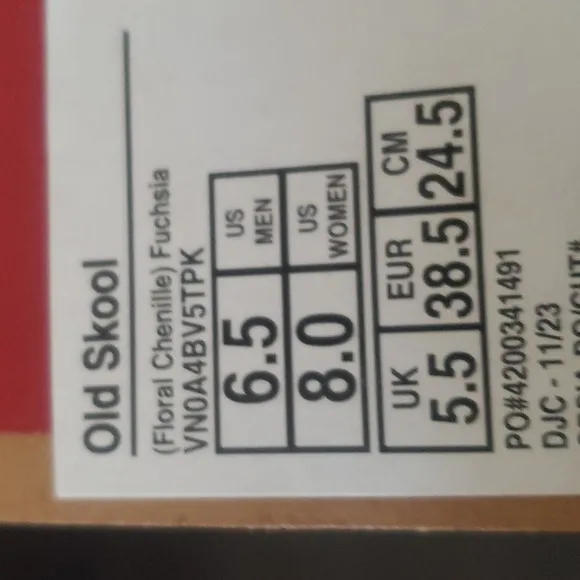 Old Skool
(Floral Chenille) Fuchsia
VN0A4BV5TPK
6.5 US MEN
8.0 US WOMEN
UK EUR CM
5.5 38.5 24.5
PO#4200341491
DJC - 11/23